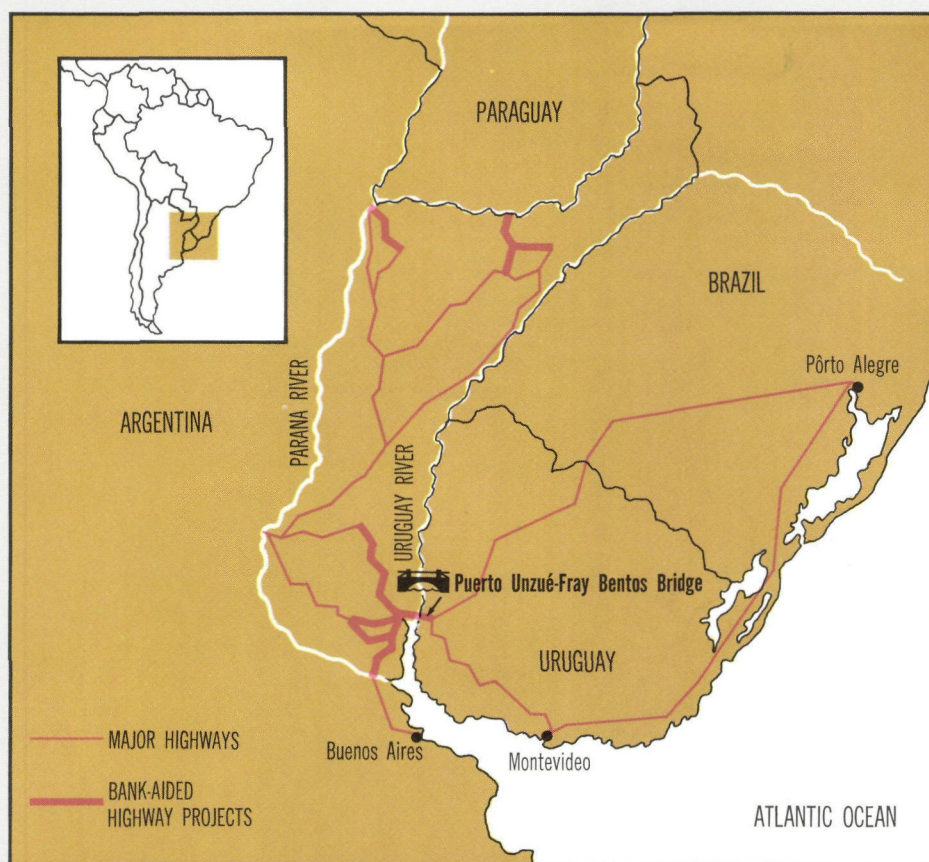 PARAGUAY
BRAZIL
Pôrto Alegre
ARGENTINA
PARANA RIVER
URUGUAY RIVER
Puerto Unzué-Fray Bentos Bridge
URUGUAY
MAJOR HIGHWAYS
Buenos Aires
Montevideo
BANK-AIDED
HIGHWAY PROJECTS
ATLANTIC OCEAN